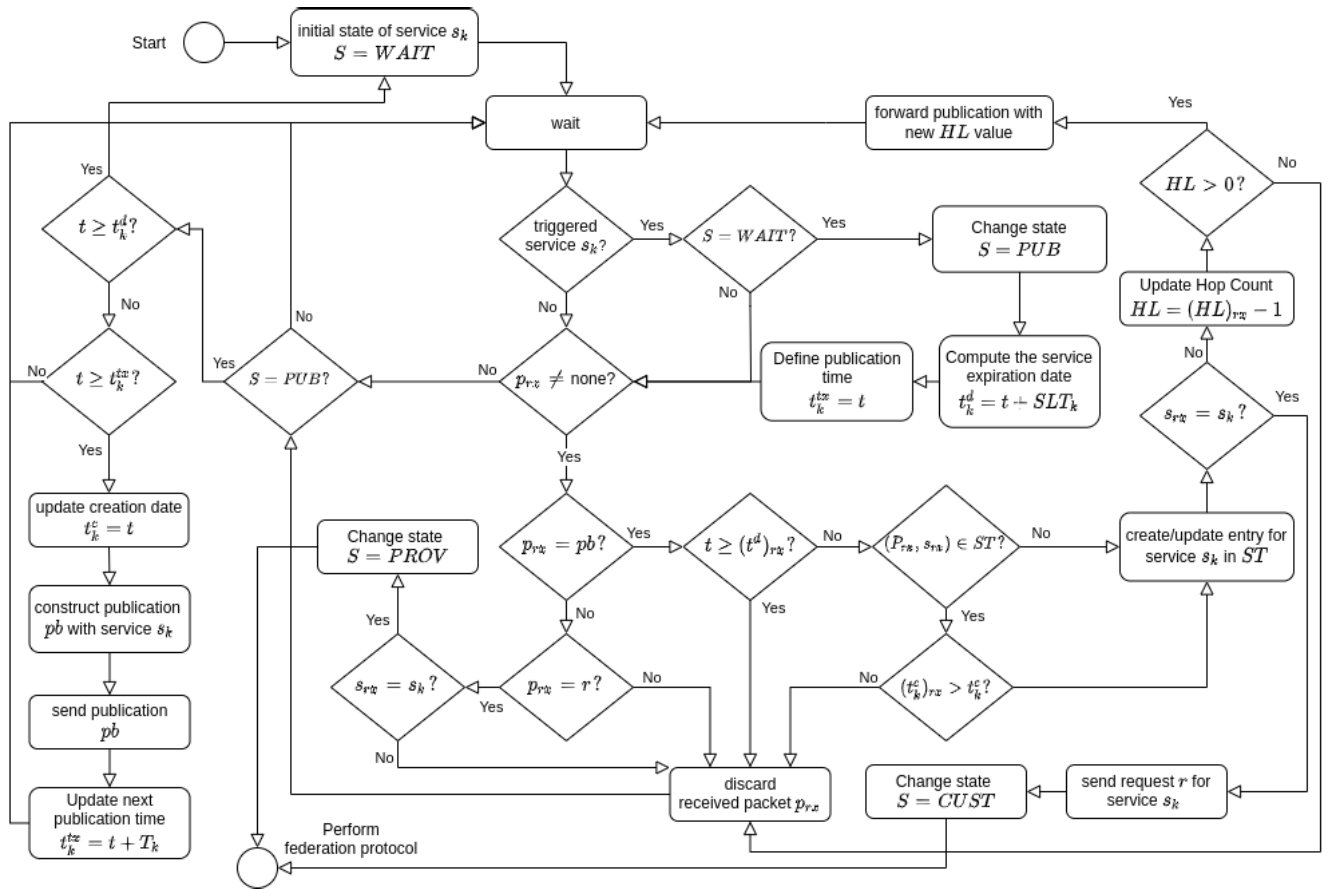 Start
initial state of service s_k
S = WAIT
wait
forward publication with
new HL value
Yes
HL > 0?
No
Yes
t ≥ t_k^d?
No
triggered
service s_k?
Yes
No
S = WAIT?
Yes
No
Change state
S = PUB
Update Hop Count
HL = (HL)_rx − 1
No
t ≥ t_k^tx?
No
Yes
S = PUB?
Yes
No
p_rx ≠ none?
No
Yes
Define publication
time
t_k^tx = t
Compute the service
expiration date
t_k^d = t + SLT_k
s_rx = s_k?
Yes
update creation date
t_k^c = t
Change state
S = PROV
p_rx = pb?
Yes
No
t ≥ (t^d)_rx?
No
Yes
(P_rx, s_rx) ∈ ST?
No
Yes
create/update entry for
service s_k in ST
construct publication
pb with service s_k
Yes
s_rx = s_k?
No
p_rx = r?
Yes
No
(t_k^c)_rx > t_k^c?
No
send publication
pb
discard
received packet p_rx
Change state
S = CUST
send request r for
service s_k
Update next
publication time
t_k^tx = t + T_k
Perform
federation protocol